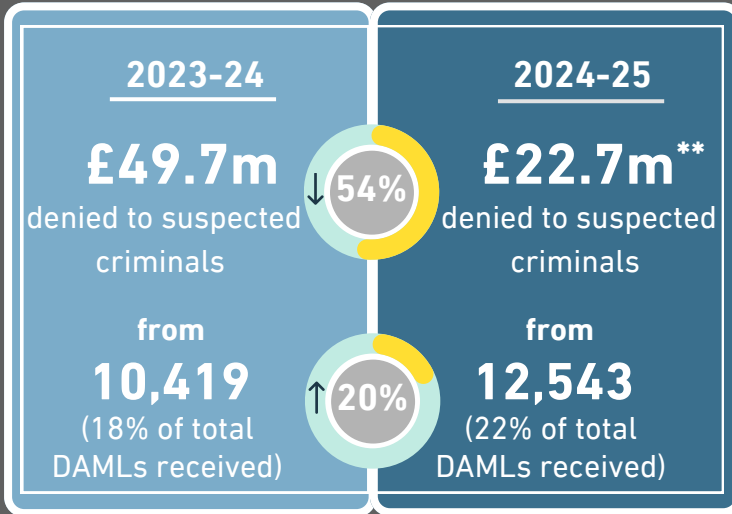 2023-24
£49.7m
denied to suspected
criminals
from
10,419
(18% of total
DAMLs received)
↓ 54%
↑ 20%
2024-25
£22.7m**
denied to suspected
criminals
from
12,543
(22% of total
DAMLs received)